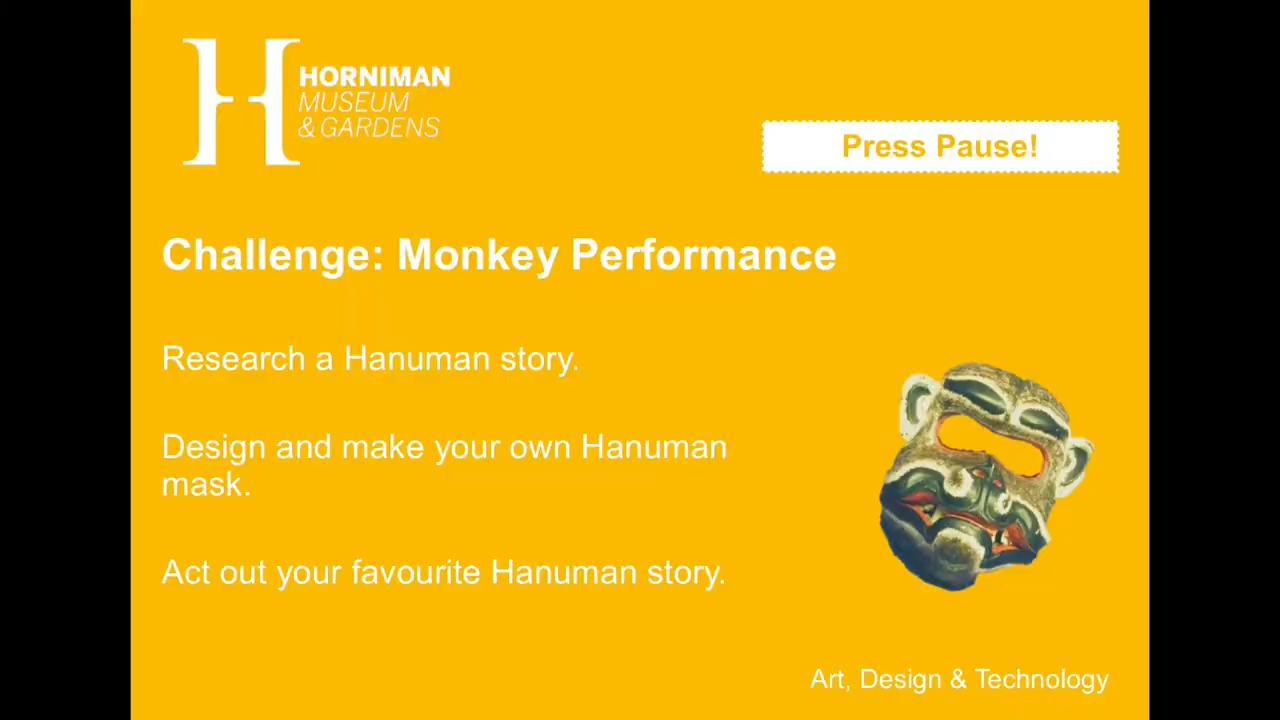 HORNIMAN
MUSEUM
& GARDENS
Press Pause!
Challenge: Monkey Performance
Research a Hanuman story.
Design and make your own Hanuman
mask.
Act out your favourite Hanuman story.
Art, Design & Technology